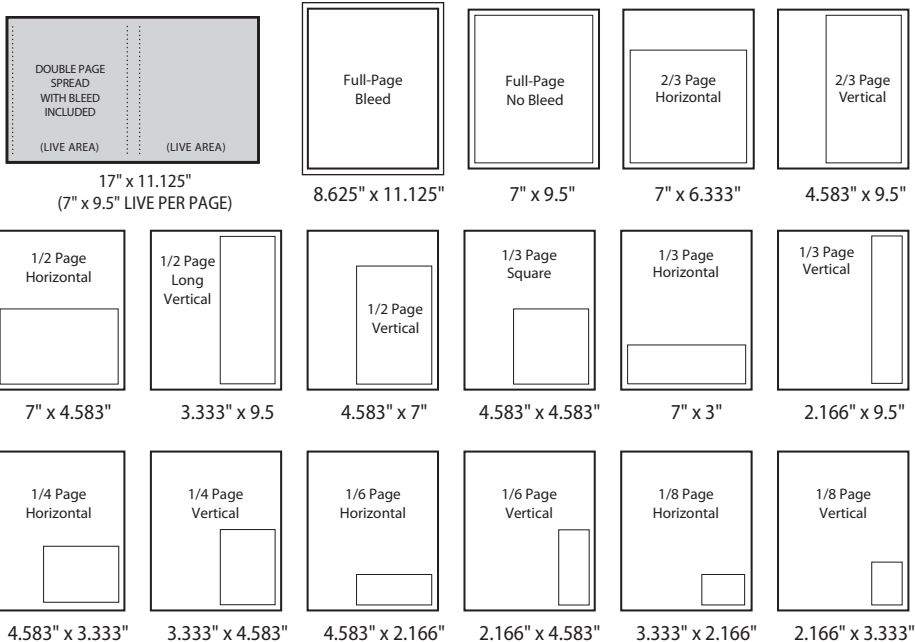 DOUBLE PAGE
SPREAD
WITH BLEED
INCLUDED
(LIVE AREA)
(LIVE AREA)
17" x 11.125"
(7" x 9.5" LIVE PER PAGE)
Full-Page
Bleed
8.625" x 11.125"
Full-Page
No Bleed
7" x 9.5"
2/3 Page
Horizontal
7" x 6.333"
2/3 Page
Vertical
4.583" x 9.5"
1/2 Page
Horizontal
7" x 4.583"
1/2 Page
Long
Vertical
3.333" x 9.5
1/2 Page
Vertical
4.583" x 7"
1/3 Page
Square
4.583" x 4.583"
1/3 Page
Horizontal
7" x 3"
1/3 Page
Vertical
2.166" x 9.5"
1/4 Page
Horizontal
4.583" x 3.333"
1/4 Page
Vertical
3.333" x 4.583"
1/6 Page
Horizontal
4.583" x 2.166"
1/6 Page
Vertical
2.166" x 4.583"
1/8 Page
Horizontal
3.333" x 2.166"
1/8 Page
Vertical
2.166" x 3.333"